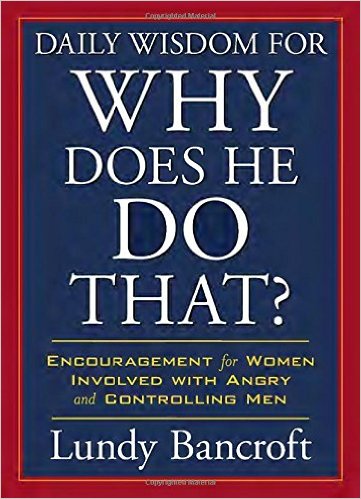 DAILY WISDOM FOR
WHY
DOES HE
DO
THAT?
ENCOURAGEMENT for WOMEN
INVOLVED WITH ANGRY
and CONTROLLING MEN
Lundy Bancroft